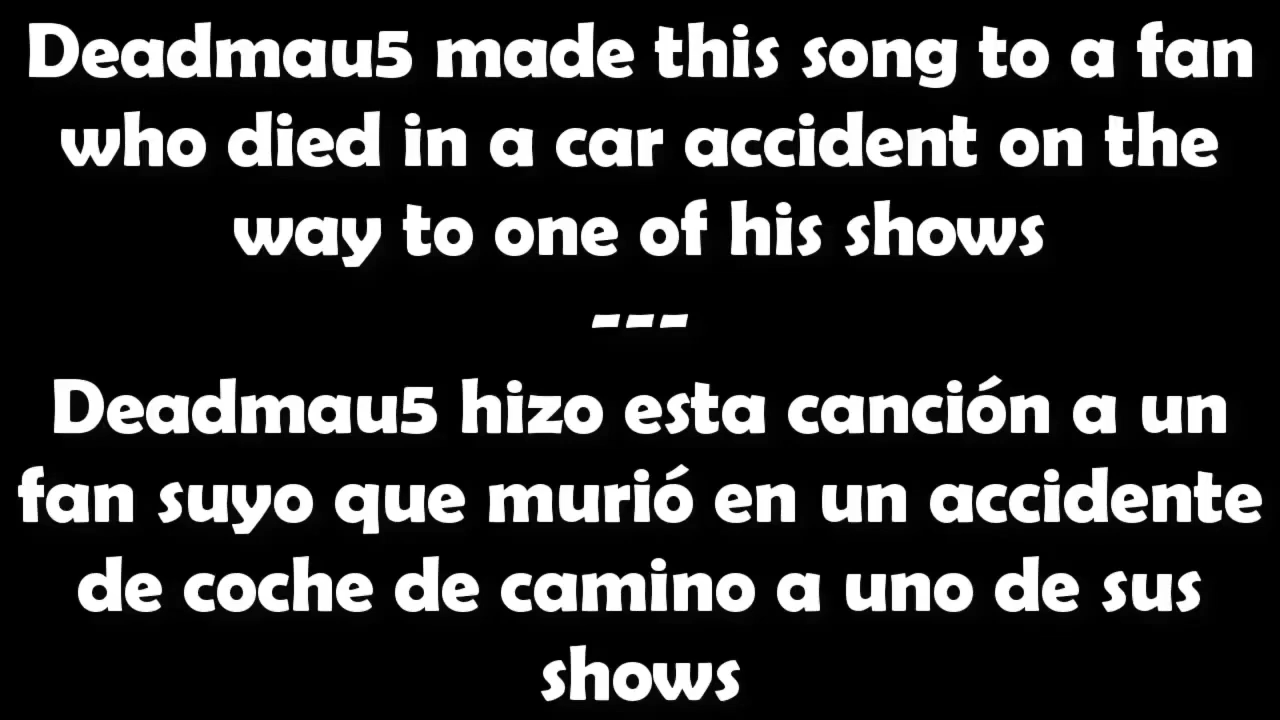 Deadmau5 made this song to a fan
who died in a car accident on the
way to one of his shows
---
Deadmau5 hizo esta canción a un
fan suyo que murió en un accidente
de coche de camino a uno de sus
shows